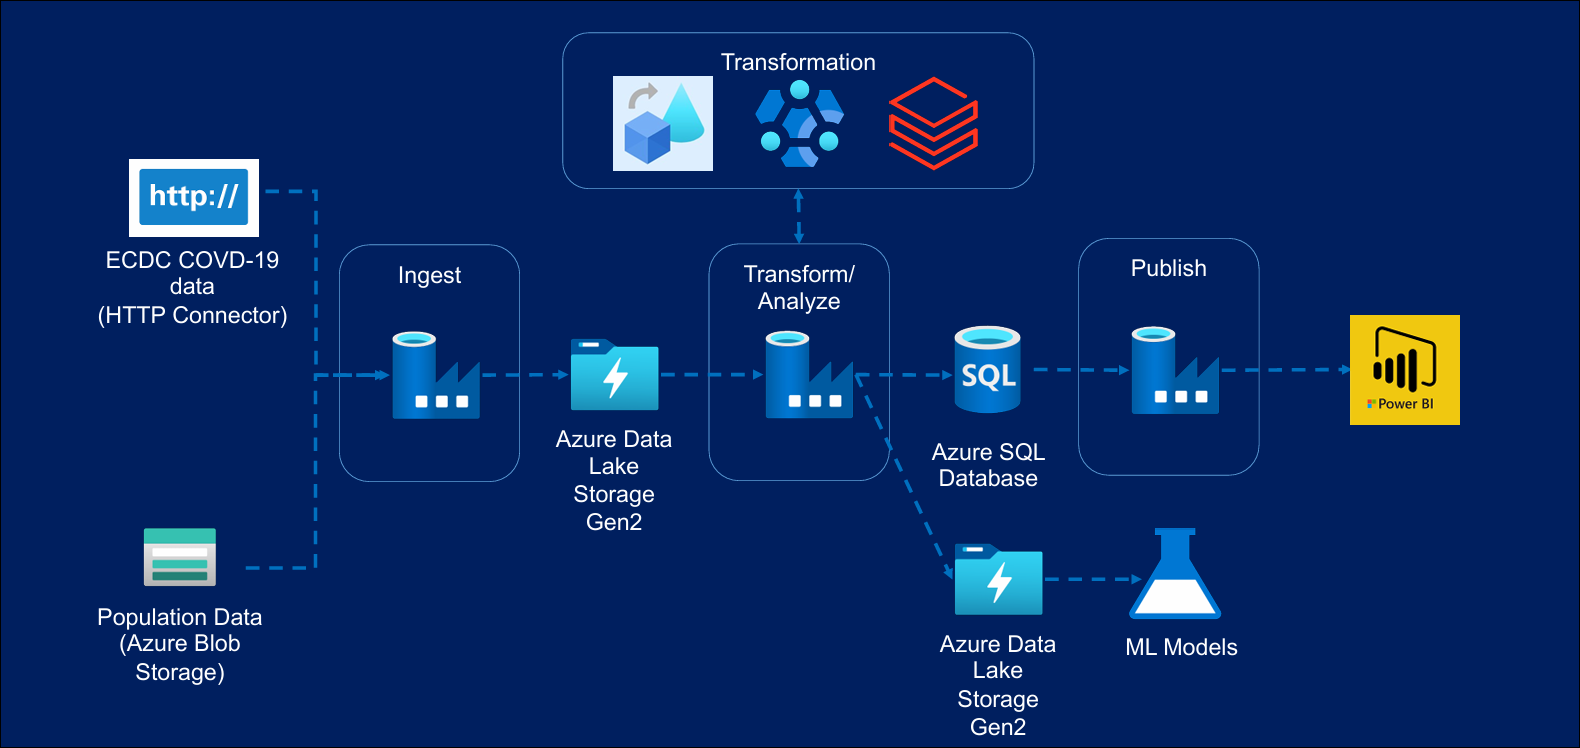 Transformation
http://
ECDC COVD-19
data
(HTTP Connector)
Ingest
Transform/
Analyze
Publish
SQL
Power BI
Azure Data
Lake
Storage
Gen2
Azure SQL
Database
Population Data
(Azure Blob
Storage)
Azure Data
Lake
Storage
Gen2
ML Models